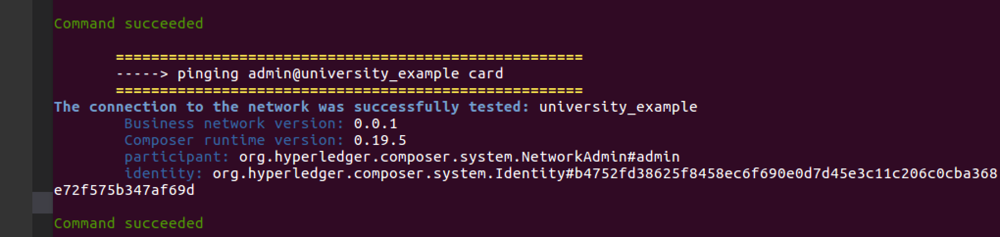 Command succeeded
=====================================================
-----> pinging admin@university_example card
=====================================================
The connection to the network was successfully tested: university_example
Business network version: 0.0.1
Composer runtime version: 0.19.5
participant: org.hyperledger.composer.system.NetworkAdmin#admin
identity: org.hyperledger.composer.system.Identity#b4752fd38625f8458ec6f690e0d7d45e3c11c206c0cba368
e72f575b347af69d
Command succeeded